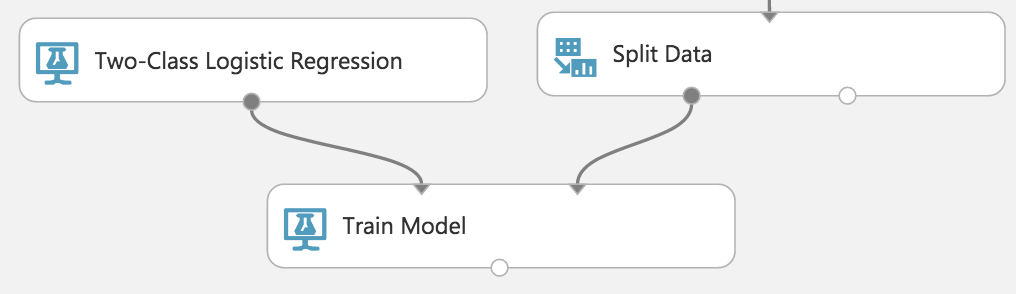 Two-Class Logistic Regression
Split Data
Train Model